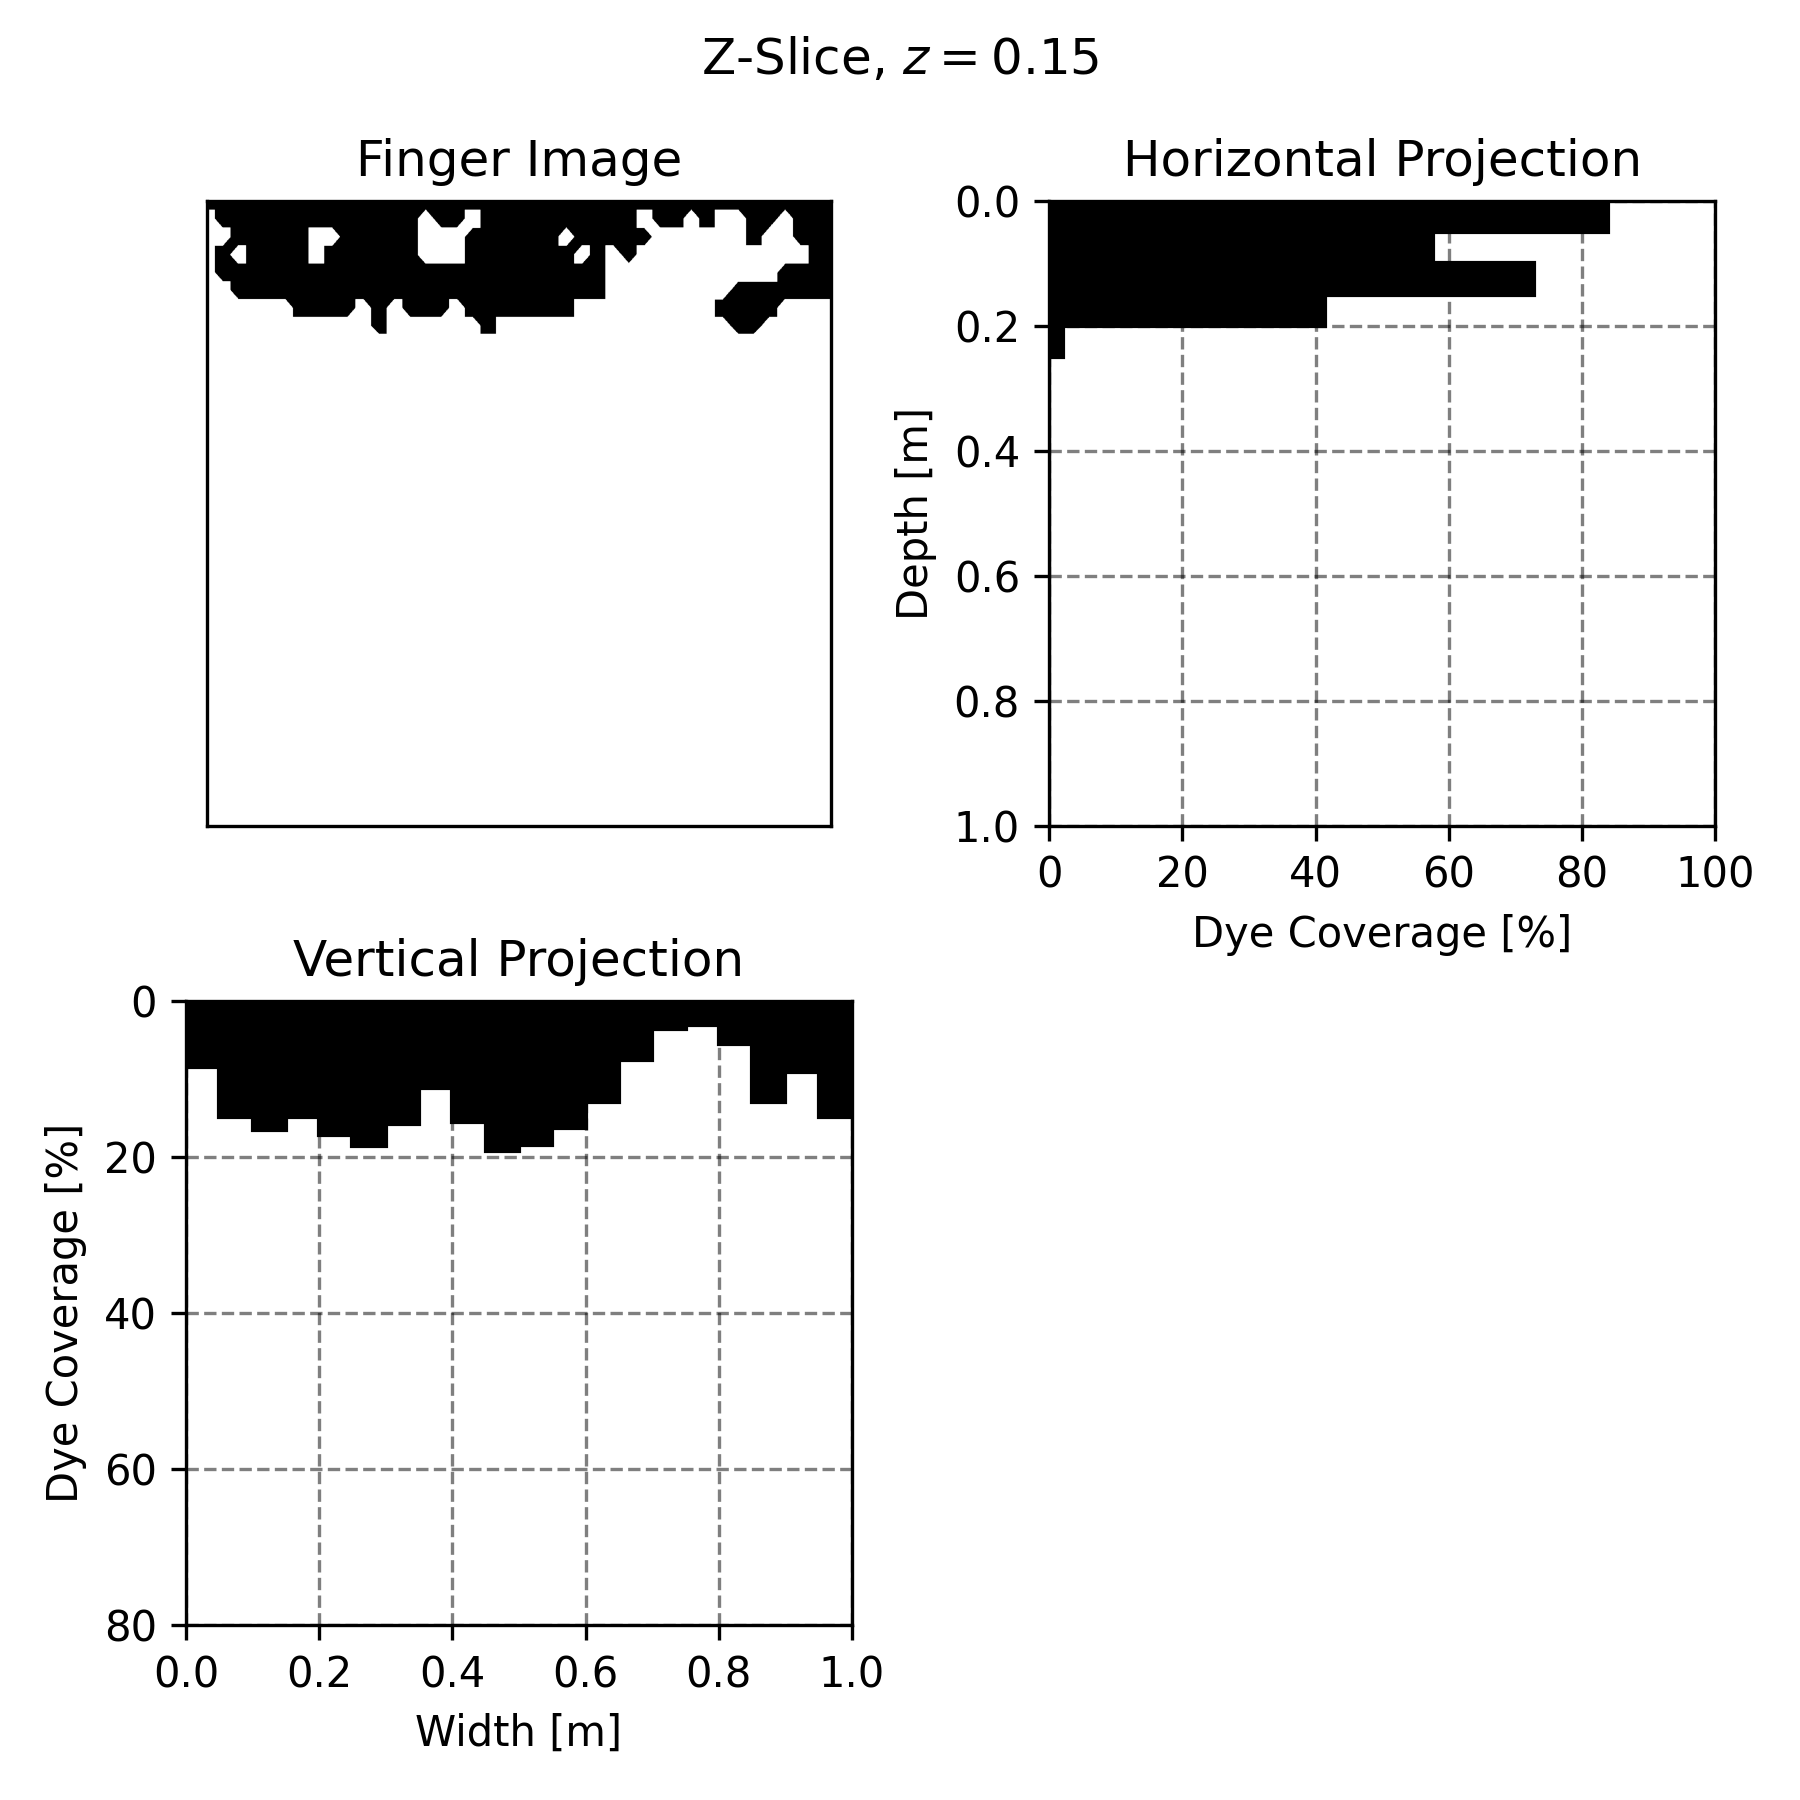 Z-Slice, z = 0.15
Finger Image
Horizontal Projection
0.0
0.2
0.4
0.6
0.8
1.0
Depth [m]
0 20 40 60 80 100
Dye Coverage [%]
Vertical Projection
0
20
40
60
80
Dye Coverage [%]
0.0 0.2 0.4 0.6 0.8 1.0
Width [m]